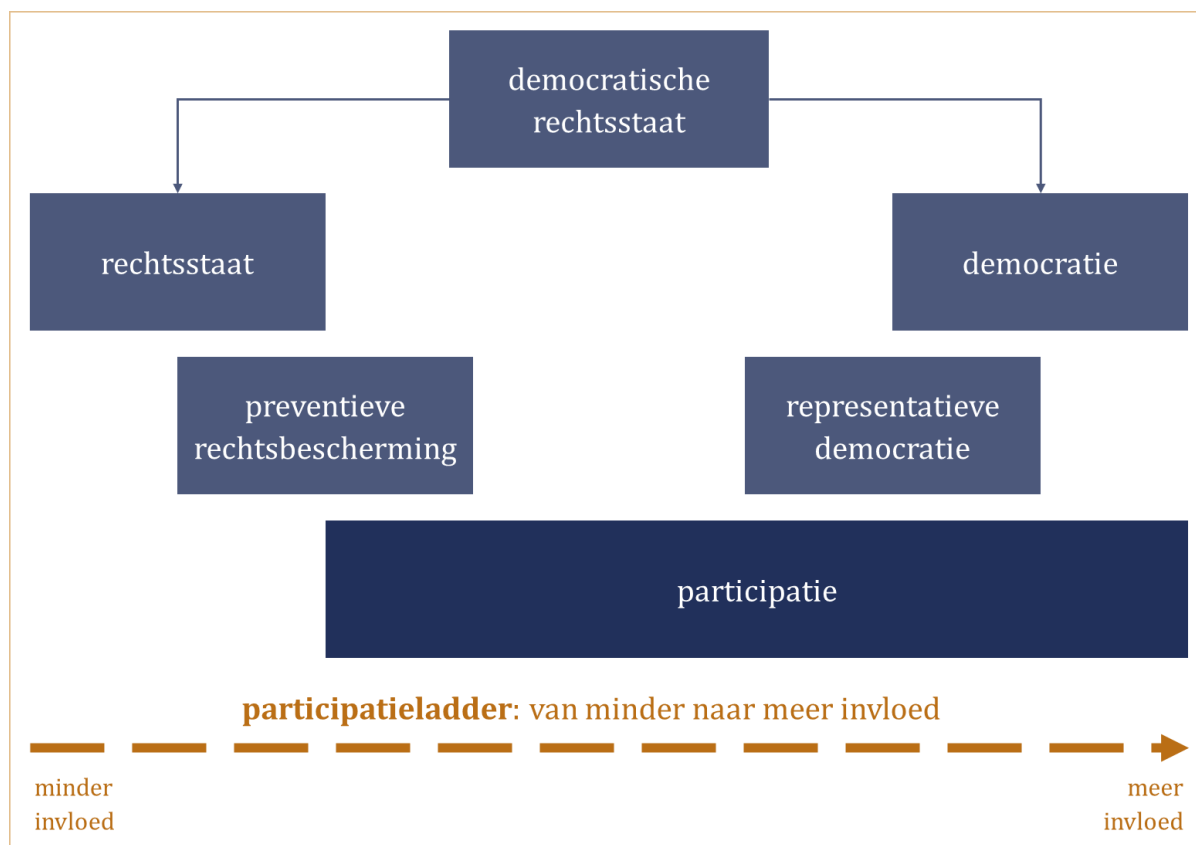 democratische
rechtsstaat
rechtsstaat
democratie
preventieve
rechtsbescherming
representatieve
democratie
participatie
participatieladder: van minder naar meer invloed
minder
invloed
meer
invloed